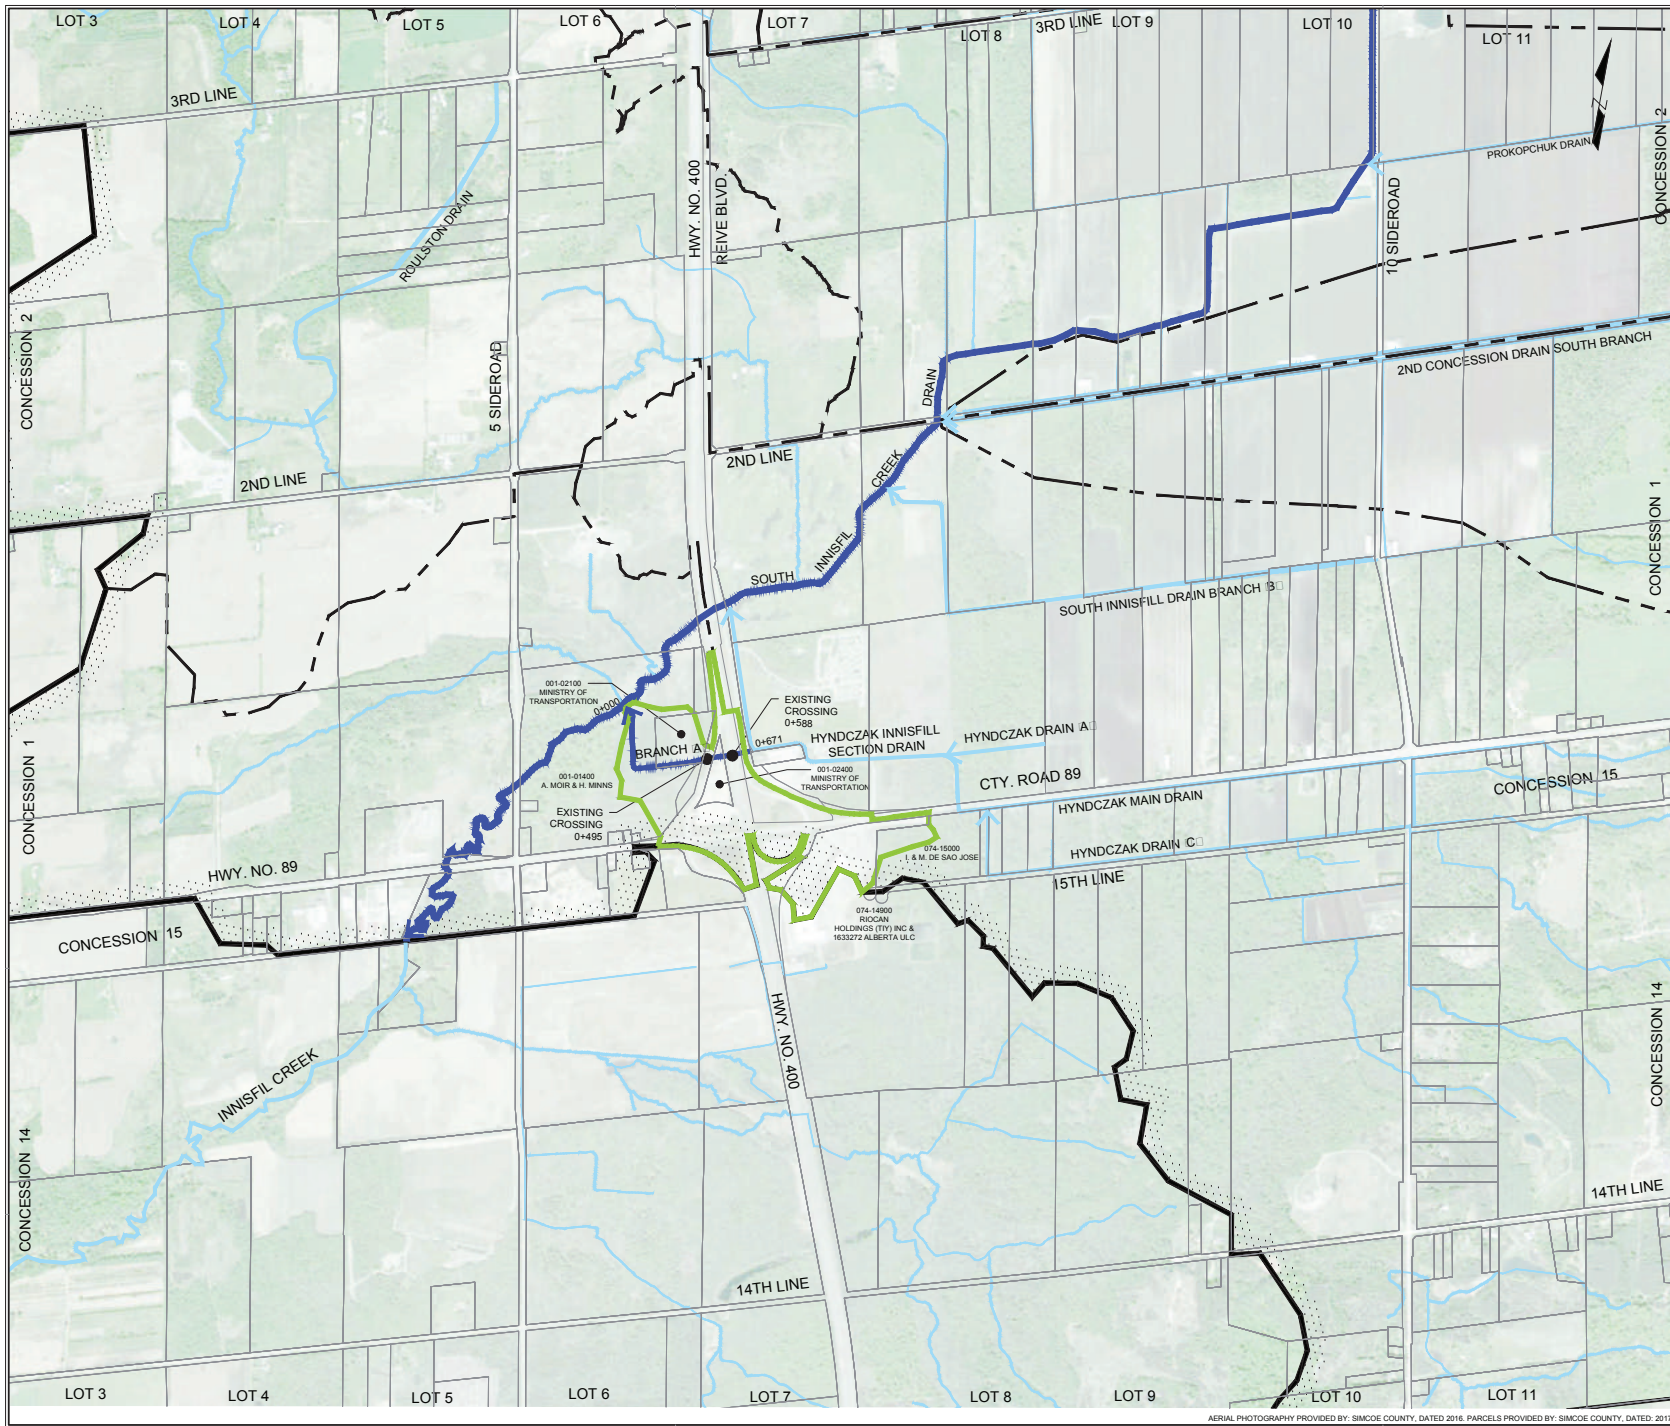 LOT 3
LOT 4
LOT 5
LOT 6
LOT 7
LOT 8
3RD LINE
LOT 9
LOT 10
LOT 11
3RD LINE
N
CONCESSION 2
PROKOPCHUK DRAIN
HWY. NO. 400
REIVE BLVD.
ROULSTON DRAIN
10 SIDEROAD
CONCESSION 2
5 SIDEROAD
2ND CONCESSION DRAIN SOUTH BRANCH
DRAIN
2ND LINE
2ND LINE
CREEK
INNISFIL
SOUTH
CONCESSION 1
SOUTH INNISFILL DRAIN BRANCH B
001-02100
MINISTRY OF
TRANSPORTATION
0+000
EXISTING
CROSSING
0+588
0+671
BRANCH A
HYNDCZAK INNISFILL
SECTION DRAIN
HYNDCZAK DRAIN A
001-01400
A. MOIR & H. MINNS
001-02400
MINISTRY OF
TRANSPORTATION
CTY. ROAD 89
CONCESSION 15
CONCESSION 1
EXISTING
CROSSING
0+495
HYNDCZAK MAIN DRAIN
HYNDCZAK DRAIN C
074-15000
I. & M. DE SAO JOSE
HWY. NO. 89
15TH LINE
074-14900
RIOCAN
HOLDINGS (TIY) INC &
1633272 ALBERTA ULC
CONCESSION 15
HWY. NO. 400
INNISFIL CREEK
CONCESSION 14
CONCESSION 14
14TH LINE
14TH LINE
LOT 3
LOT 4
LOT 5
LOT 6
LOT 7
LOT 8
LOT 9
LOT 10
LOT 11
AERIAL PHOTOGRAPHY PROVIDED BY: SIMCOE COUNTY, DATED 2016. PARCELS PROVIDED BY: SIMCOE COUNTY, DATED: